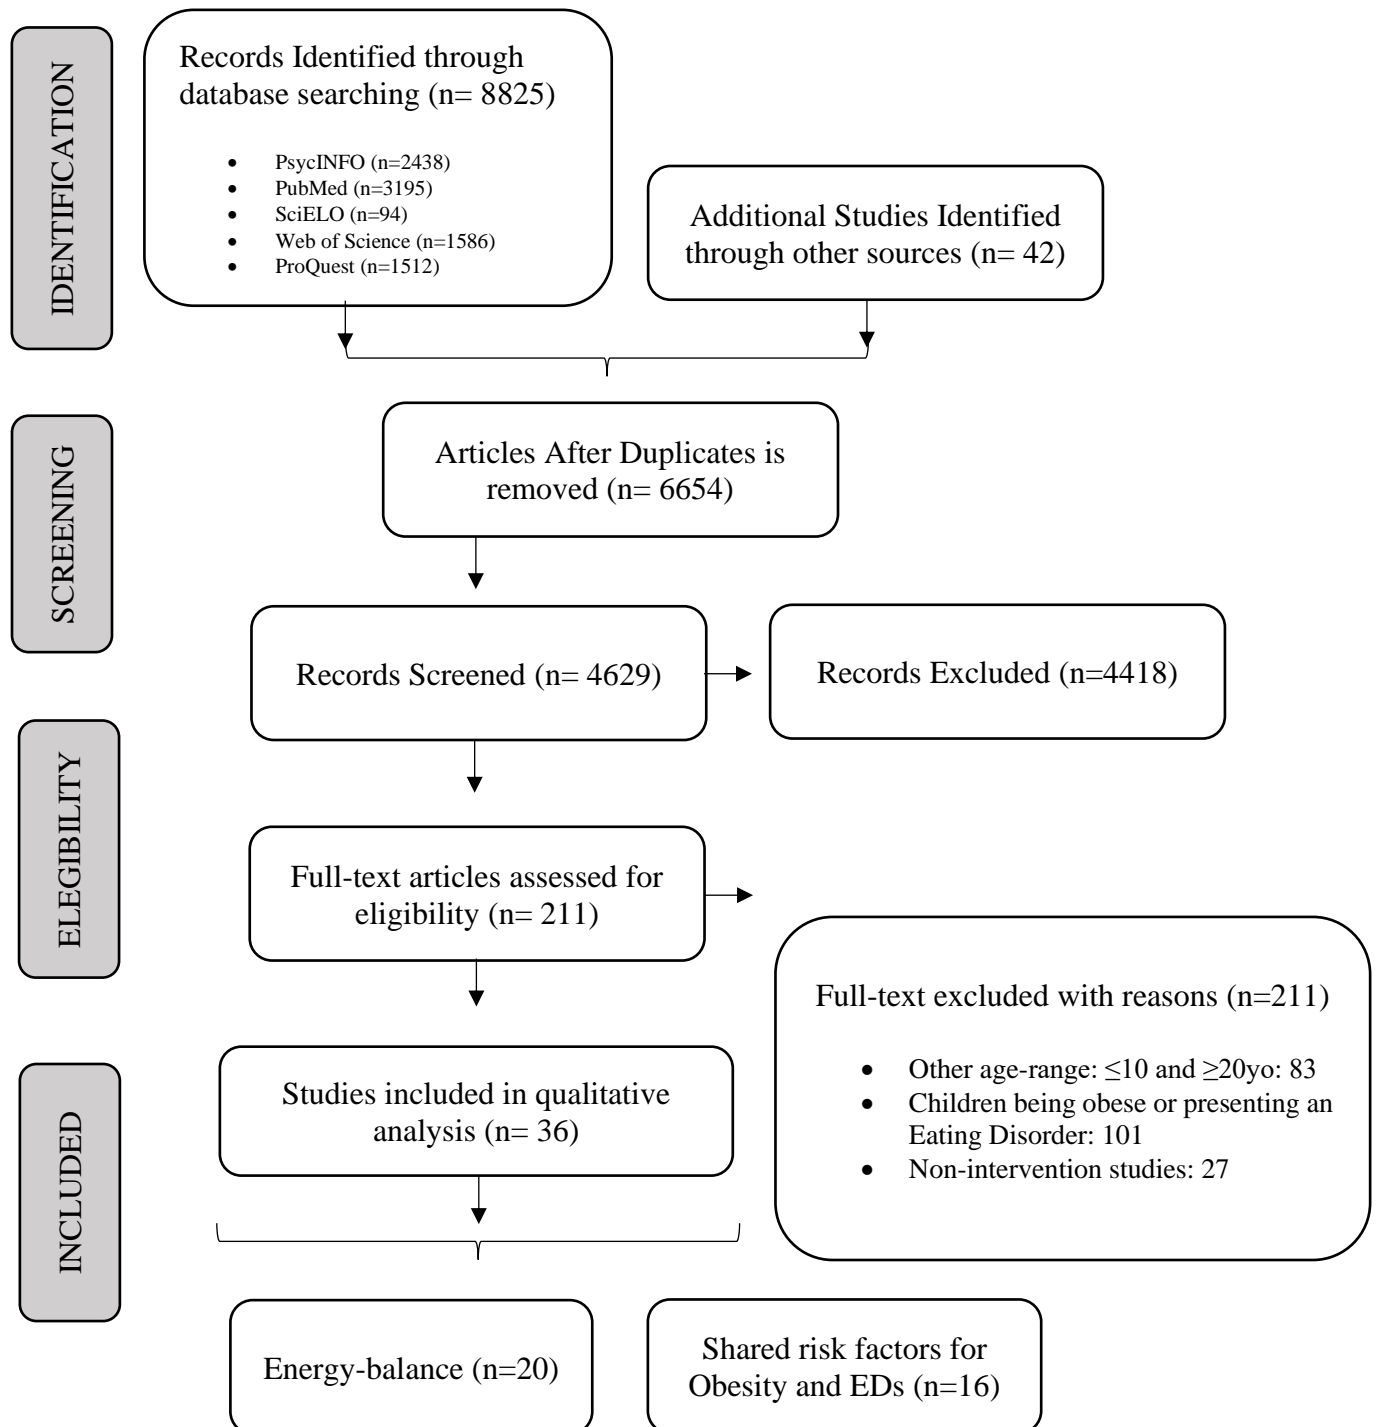 IDENTIFICATION
Records Identified through
database searching (n= 8825)
• PsycINFO (n=2438)
• PubMed (n=3195)
• SciELO (n=94)
• Web of Science (n=1586)
• ProQuest (n=1512)
Additional Studies Identified
through other sources (n= 42)
SCREENING
Articles After Duplicates is
removed (n= 6654)
Records Screened (n= 4629)
Records Excluded (n=4418)
ELEGIBILITY
Full-text articles assessed for
eligibility (n= 211)
Full-text excluded with reasons (n=211)
• Other age-range: ≤10 and ≥20yo: 83
• Children being obese or presenting an
Eating Disorder: 101
• Non-intervention studies: 27
INCLUDED
Studies included in qualitative
analysis (n= 36)
Energy-balance (n=20)
Shared risk factors for
Obesity and EDs (n=16)